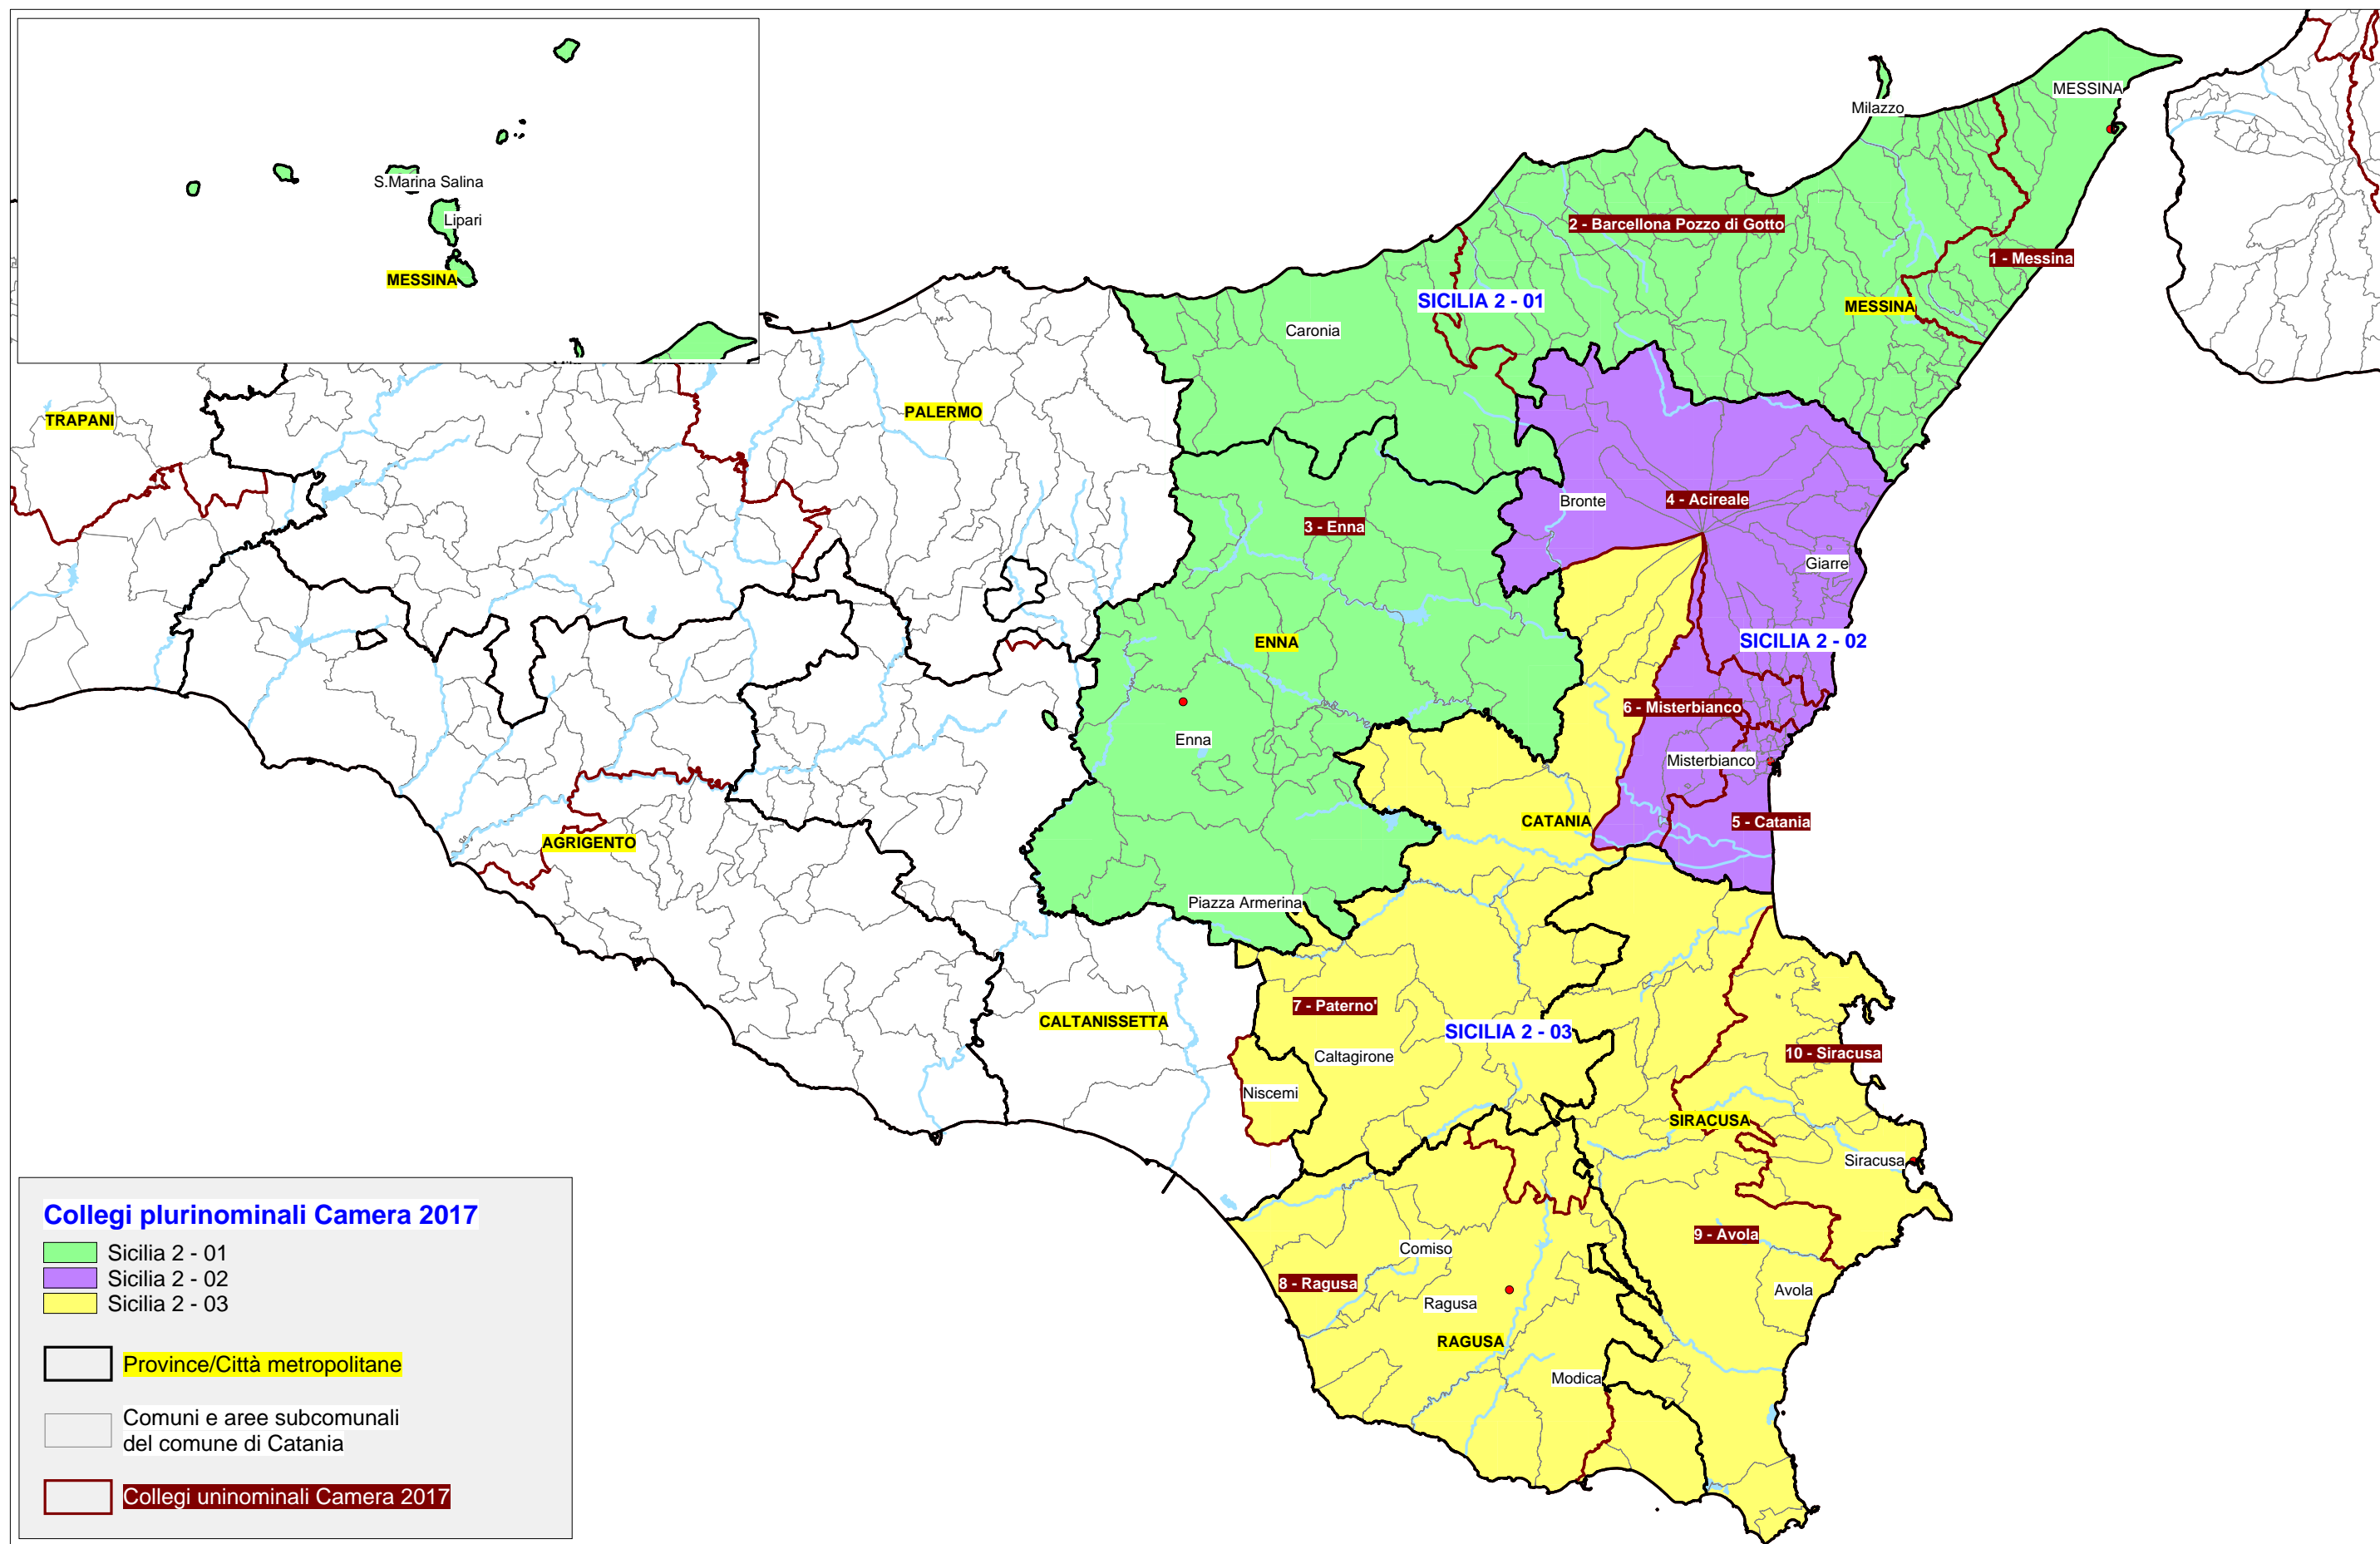 S.Marina Salina
Lipari
MESSINA
MESSINA
Milazzo
2 - Barcellona Pozzo di Gotto
1 - Messina
SICILIA 2 - 01
MESSINA
Caronia
TRAPANI
PALERMO
Bronte
4 - Acireale
3 - Enna
Giarre
ENNA
SICILIA 2 - 02
6 - Misterbianco
Enna
Misterbianco
5 - Catania
CATANIA
AGRIGENTO
Piazza Armerina
7 - Paterno'
CALTANISSETTA
SICILIA 2 - 03
Caltagirone
10 - Siracusa
Niscemi
SIRACUSA
Siracusa
9 - Avola
Comiso
8 - Ragusa
Avola
Ragusa
RAGUSA
Modica
Collegi plurinominali Camera 2017
Sicilia 2 - 01
Sicilia 2 - 02
Sicilia 2 - 03
Province/Città metropolitane
Comuni e aree subcomunali
del comune di Catania
Collegi uninominali Camera 2017